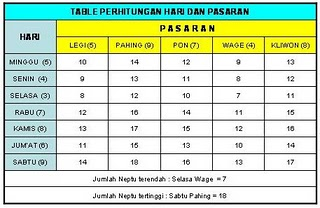 TABLE PERHITUNGAN HARI DAN PASARAN
HARI P A S A R A N
LEGI (5) PAHING (9) PON (7) WAGE (4) KLIWON (8)
MINGGU (5) 10 14 12 9 13
SENIN (4) 9 13 11 8 12
SELASA (3) 8 12 10 7 11
RABU (7) 12 16 14 11 15
KAMIS (8) 13 17 15 12 16
JUM'AT (6) 11 15 13 10 14
SABTU (9) 14 18 16 13 17
Jumlah Neptu terendah : Selasa Wage = 7
Jumlah Neptu tertinggi : Sabtu Pahing = 18